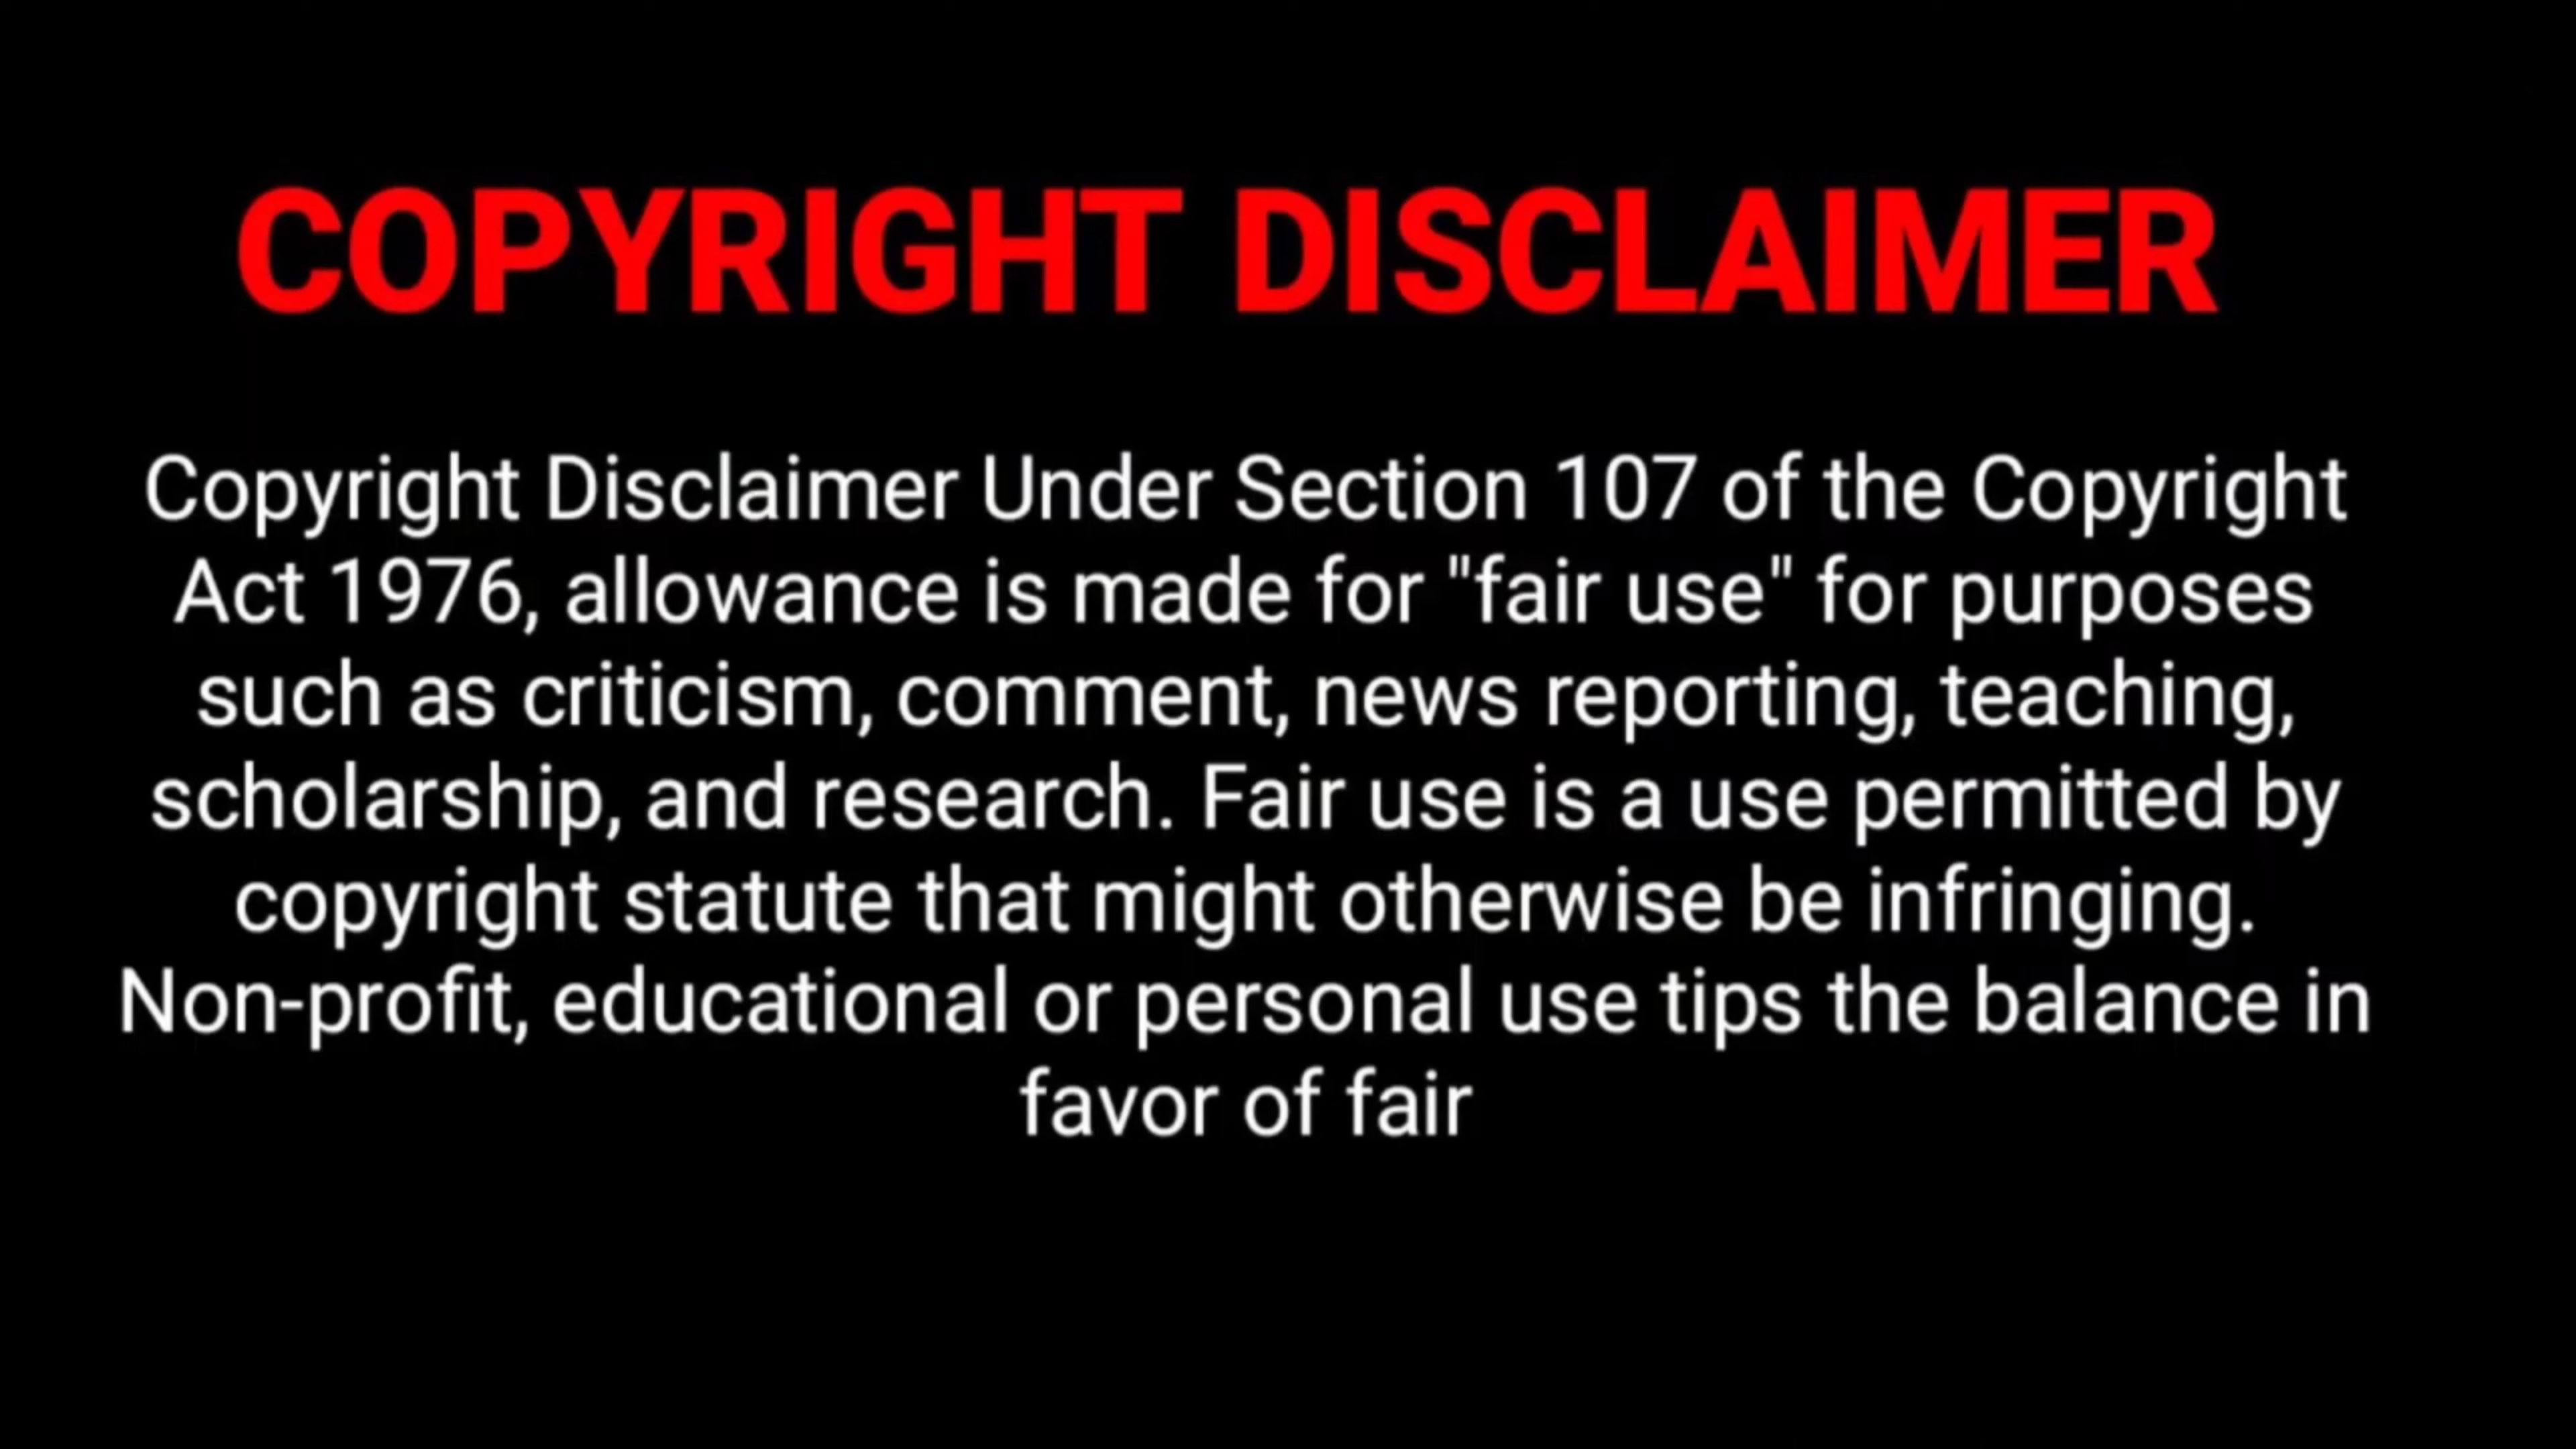 COPYRIGHT DISCLAIMER
Copyright Disclaimer Under Section 107 of the Copyright
Act 1976, allowance is made for "fair use" for purposes
such as criticism, comment, news reporting, teaching,
scholarship, and research. Fair use is a use permitted by
copyright statute that might otherwise be infringing.
Non-profit, educational or personal use tips the balance in
favor of fair